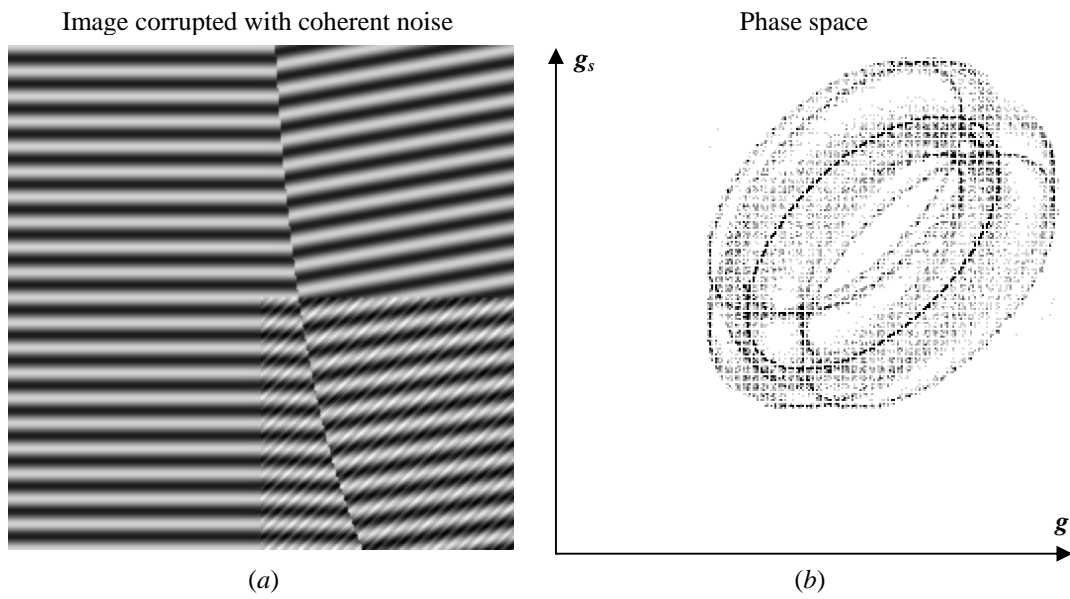 Image corrupted with coherent noise
Phase space
g_s
g
(a)
(b)